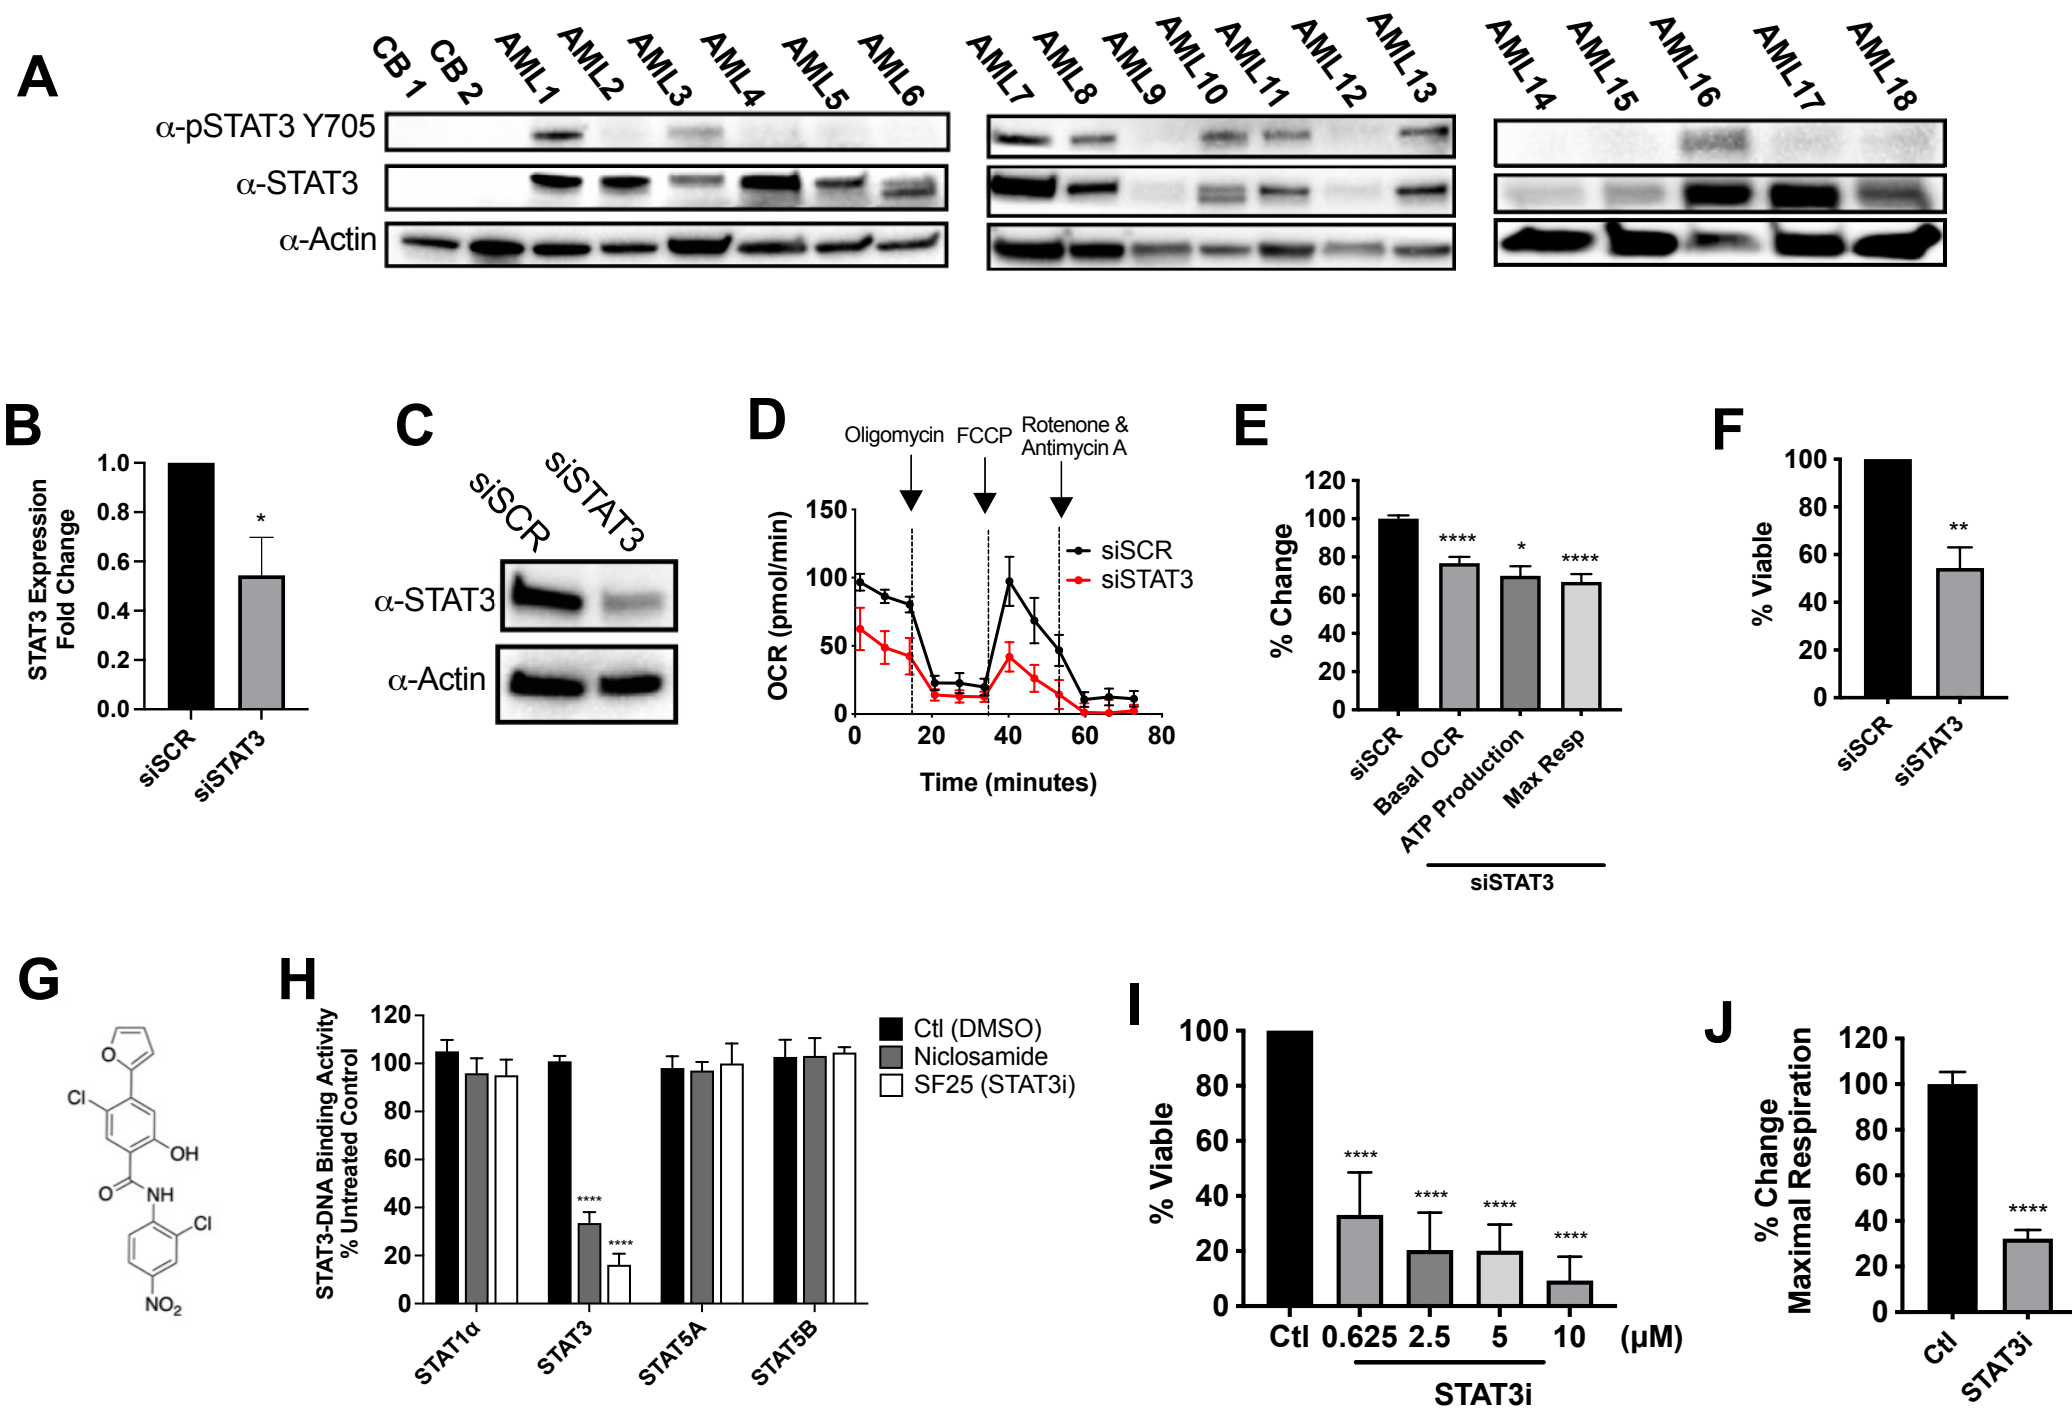 A
CB 1
CB 2
AML1
AML2
AML3
AML4
AML5
AML6
AML7
AML8
AML9
AML10
AML11
AML12
AML13
AML14
AML15
AML16
AML17
AML18
α-pSTAT3 Y705
α-STAT3
α-Actin
B
STAT3 Expression
Fold Change
1.0
0.8
0.6
0.4
0.2
0.0
*
siSCR
siSTAT3
C
siSCR
siSTAT3
α-STAT3
α-Actin
D
Oligomycin
FCCP
Rotenone &
Antimycin A
OCR (pmol/min)
150
100
50
0
siSCR
siSTAT3
0 20 40 60 80
Time (minutes)
E
% Change
120
100
80
60
40
20
0
****
*
****
siSCR
Basal OCR
ATP Production
Max Resp
siSTAT3
F
% Viable
100
80
60
40
20
0
**
siSCR
siSTAT3
G
O
Cl
OH
O
NH
Cl
NO2
H
STAT3-DNA Binding Activity
% Untreated Control
120
100
80
60
40
20
0
****
****
Ctl (DMSO)
Niclosamide
SF25 (STAT3i)
STAT1α
STAT3
STAT5A
STAT5B
I
% Viable
100
80
60
40
20
0
****
****
****
****
Ctl 0.625 2.5 5 10 (µM)
STAT3i
J
% Change
Maximal Respiration
120
100
80
60
40
20
0
****
Ctl
STAT3i